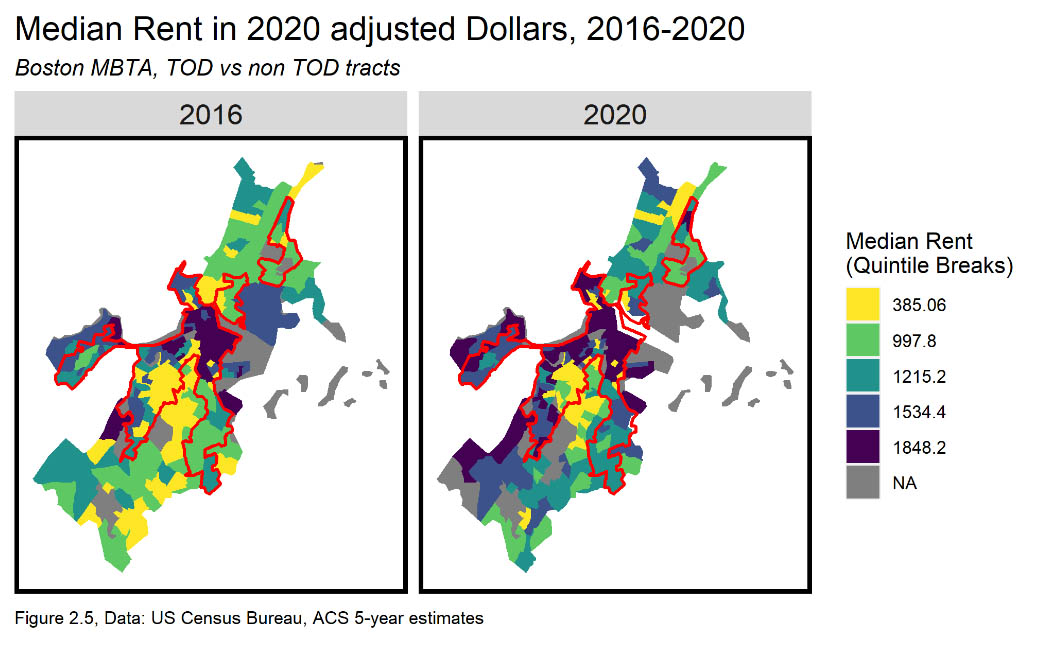 Median Rent in 2020 adjusted Dollars, 2016-2020
Boston MBTA, TOD vs non TOD tracts
2016
2020
Median Rent
(Quintile Breaks)
385.06
997.8
1215.2
1534.4
1848.2
NA
Figure 2.5, Data: US Census Bureau, ACS 5-year estimates